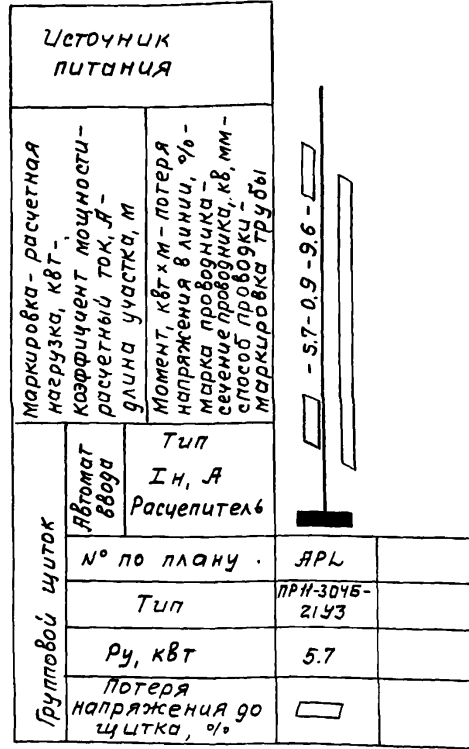 Источник
питания
Маркировка - расчетная
нагрузка, квт -
коэффициент мощности -
расчетный ток, А -
длина участка, м
Момент, квт×м - потеря
напряжения в линии, % -
марка проводника -
сечение проводника, кв, мм -
способ проводки -
маркировка трубы
- 5.7 - 0.9 - 9.6 -
Групповой щиток
Автомат
ввода
Тип
Iн, А
Расцепитель
N° по плану .
APL
Тип
ПР11-3046-
21У3
Ру, квт
5.7
Потеря
напряжения до
щитка, %